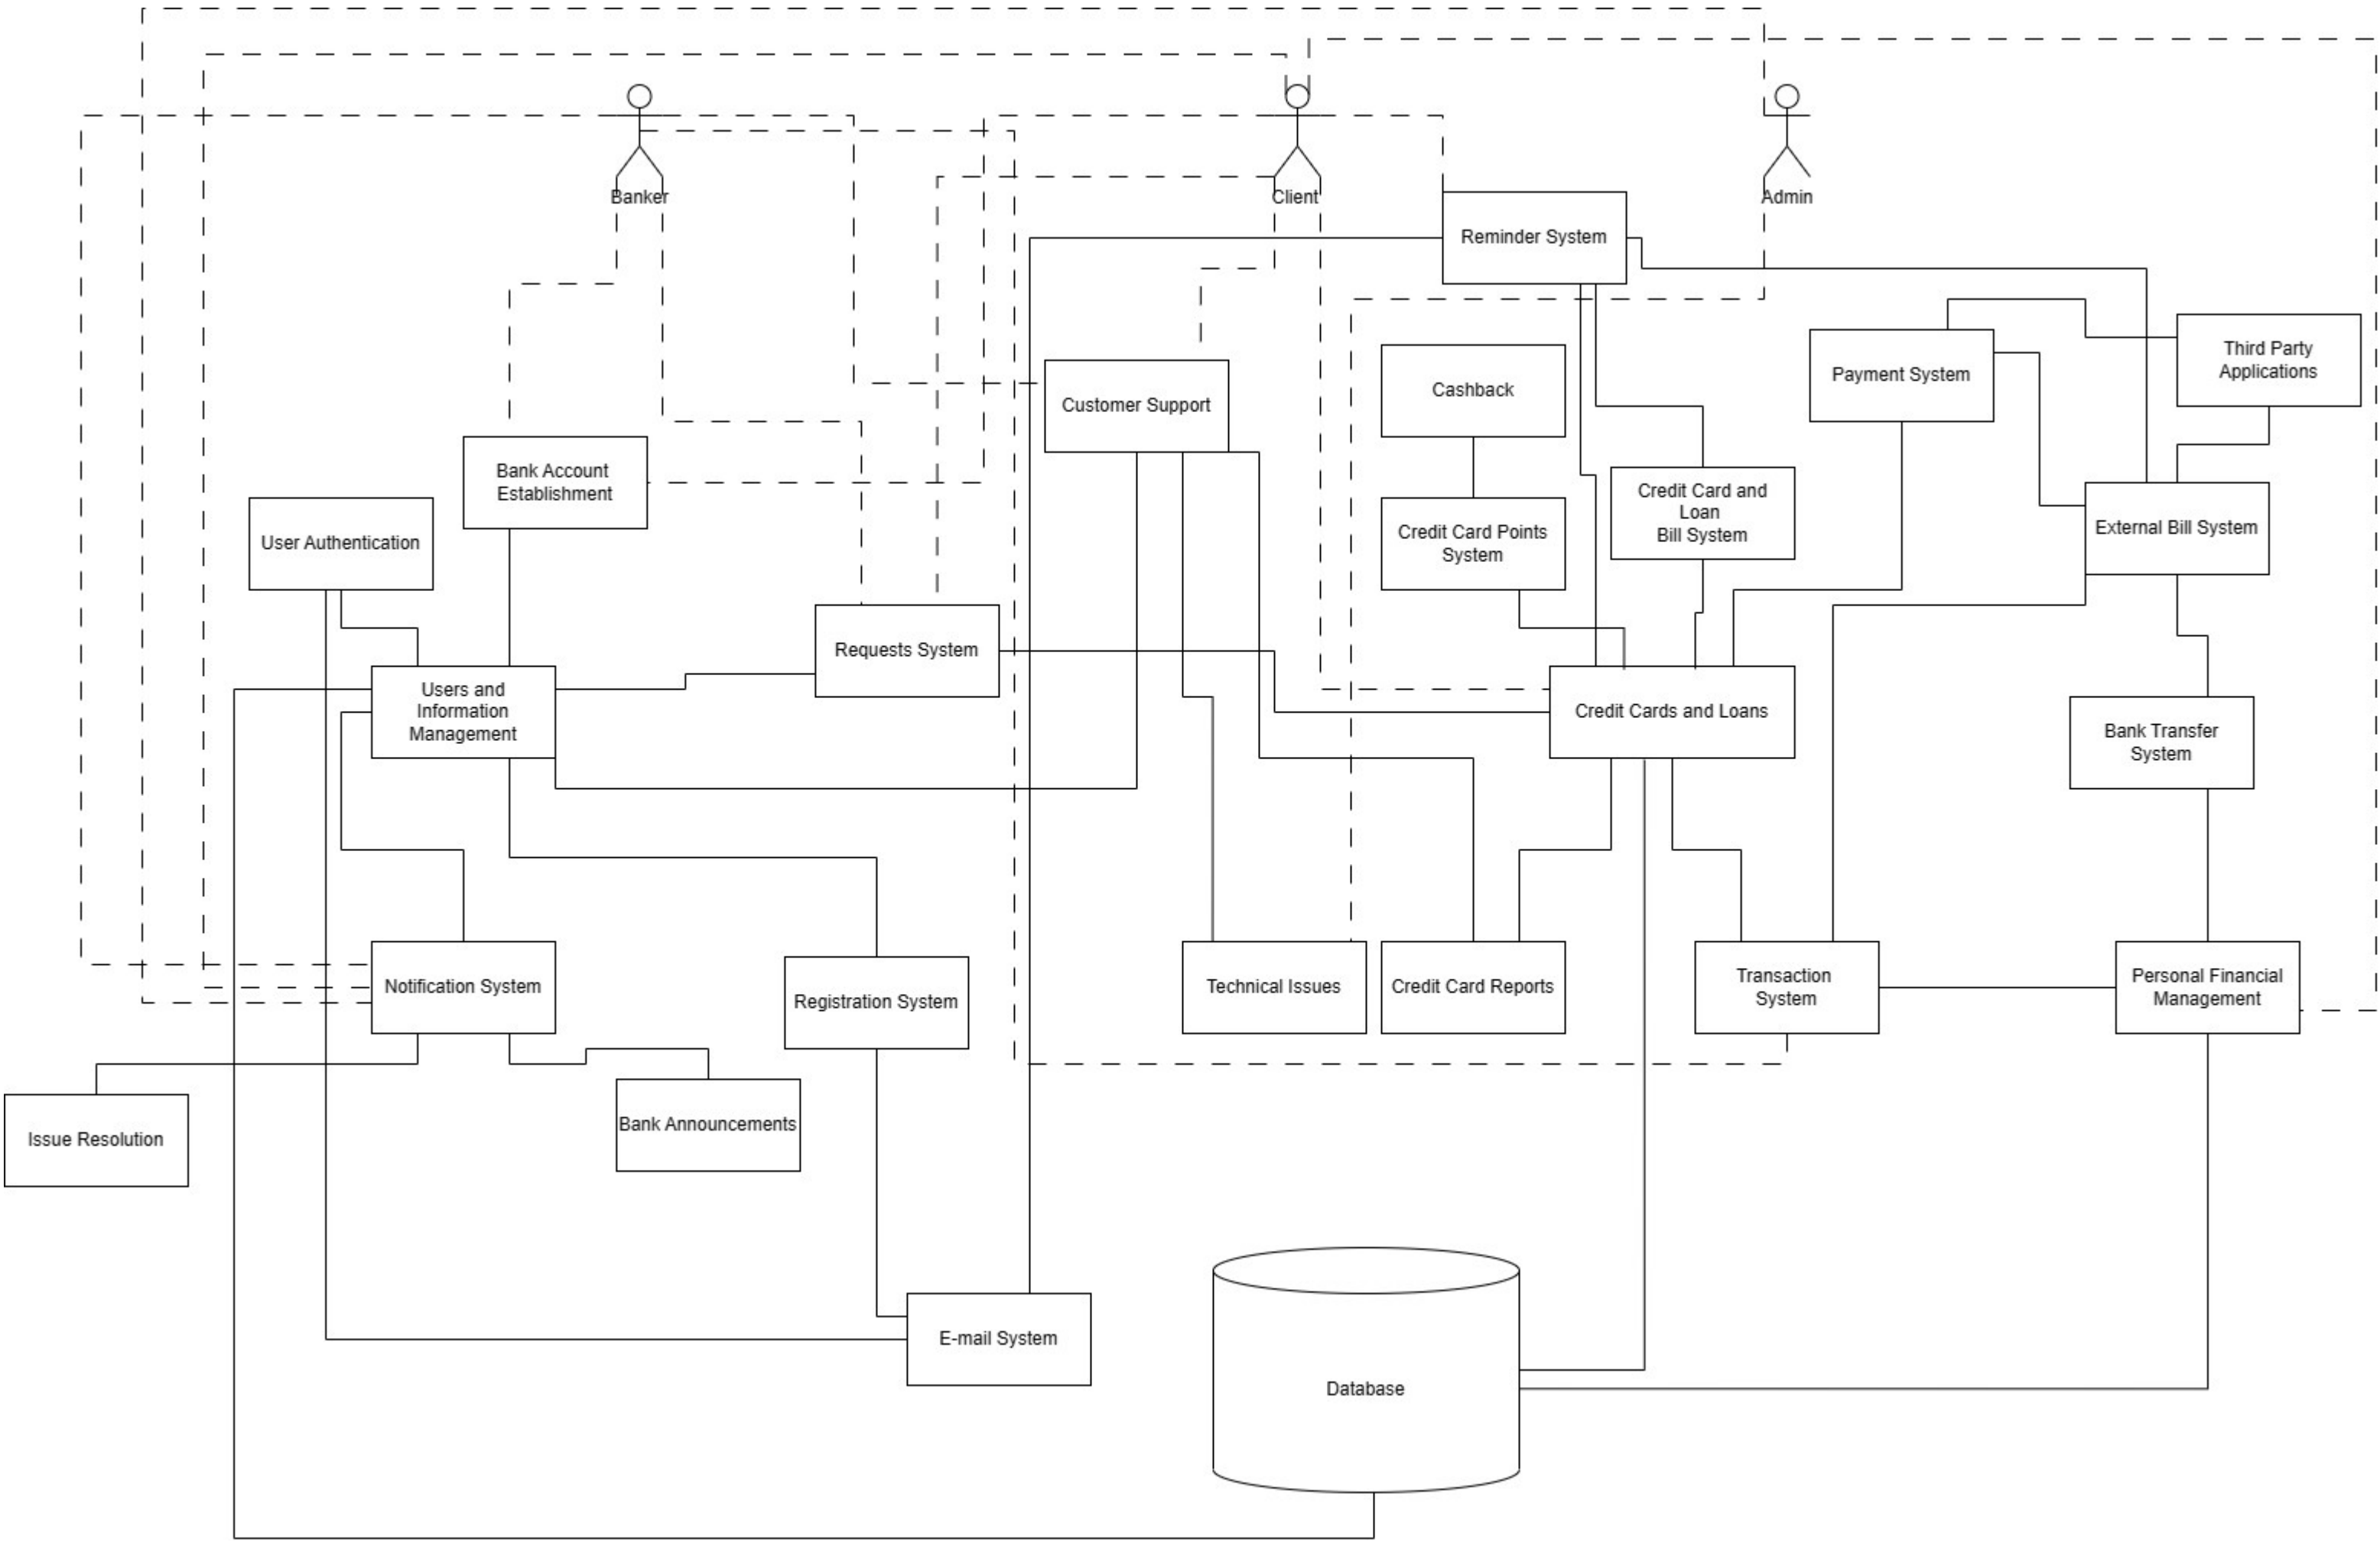 Banker
Client
Admin
Reminder System
Third Party
Applications
Payment System
Cashback
Customer Support
Bank Account
Establishment
Credit Card and
Loan
Bill System
External Bill System
User Authentication
Credit Card Points
System
Requests System
Users and
Information
Management
Credit Cards and Loans
Bank Transfer
System
Notification System
Registration System
Technical Issues
Credit Card Reports
Transaction
System
Personal Financial
Management
Issue Resolution
Bank Announcements
E-mail System
Database